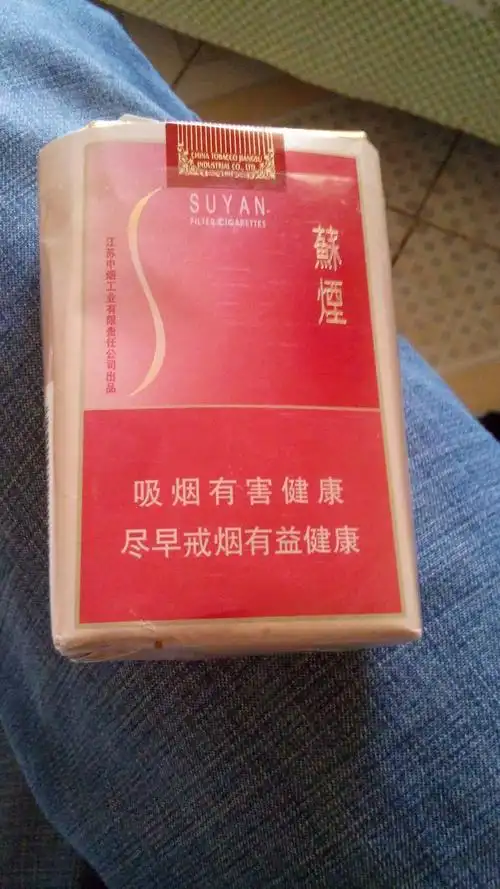 CHINA TOBACCO JIANGSU
INDUSTRIAL CO., LTD.
SUYAN
FILTER CIGARETTES
蘇煙
江苏中烟工业有限责任公司出品
吸烟有害健康
尽早戒烟有益健康